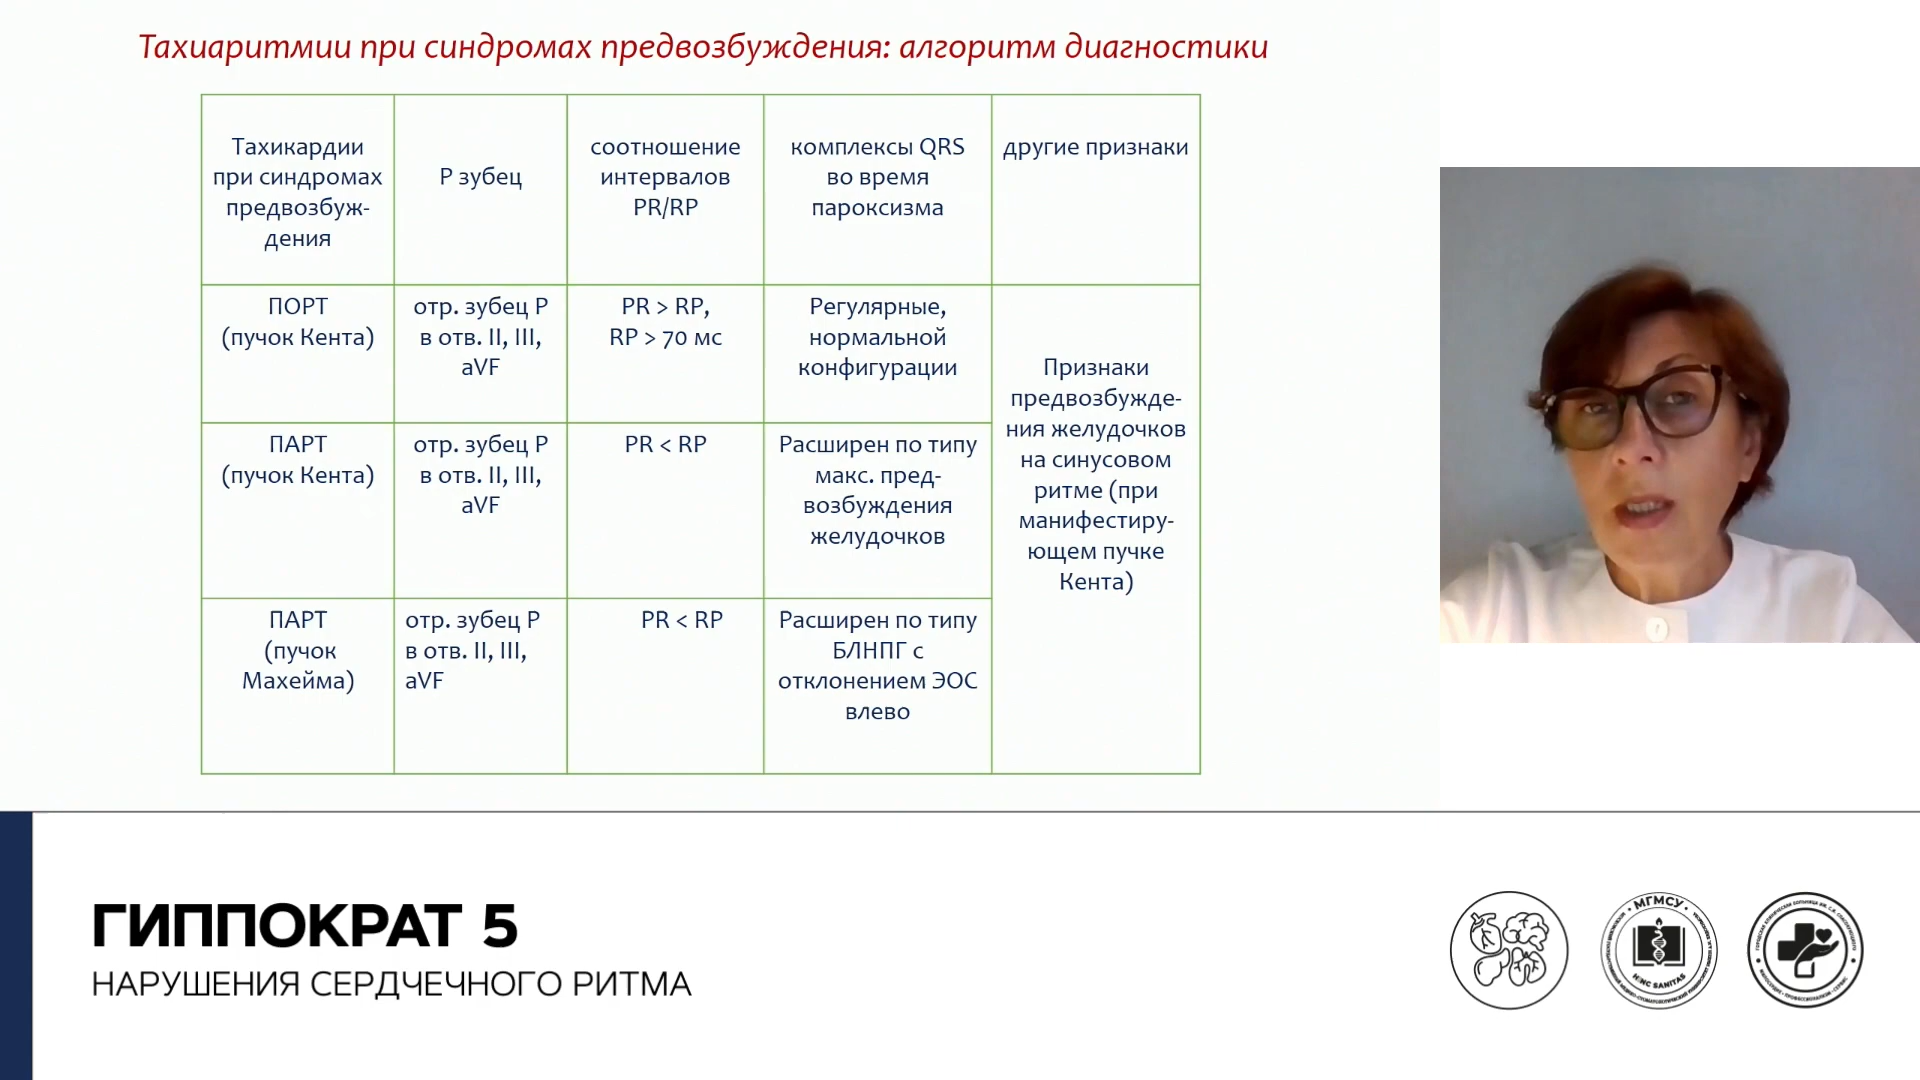 Тахиаритмии при синдромах предвозбуждения: алгоритм диагностики
Тахикардии
при синдромах
предвозбуж-
дения
P зубец
соотношение
интервалов
PR/RP
комплексы QRS
во время
пароксизма
другие признаки
ПОРТ
(пучок Кента)
отр. зубец P
в отв. II, III,
aVF
PR > RP,
RP > 70 мс
Регулярные,
нормальной
конфигурации
Признаки
предвозбужде-
ния желудочков
на синусовом
ритме (при
манифестиру-
ющем пучке
Кента)
ПАРТ
(пучок Кента)
отр. зубец P
в отв. II, III,
aVF
PR < RP
Расширен по типу
макс. пред-
возбуждения
желудочков
ПАРТ
(пучок
Махейма)
отр. зубец P
в отв. II, III,
aVF
PR < RP
Расширен по типу
БЛНПГ с
отклонением ЭОС
влево
ГИППОКРАТ 5
НАРУШЕНИЯ СЕРДЧЕЧНОГО РИТМА
МГМСУ